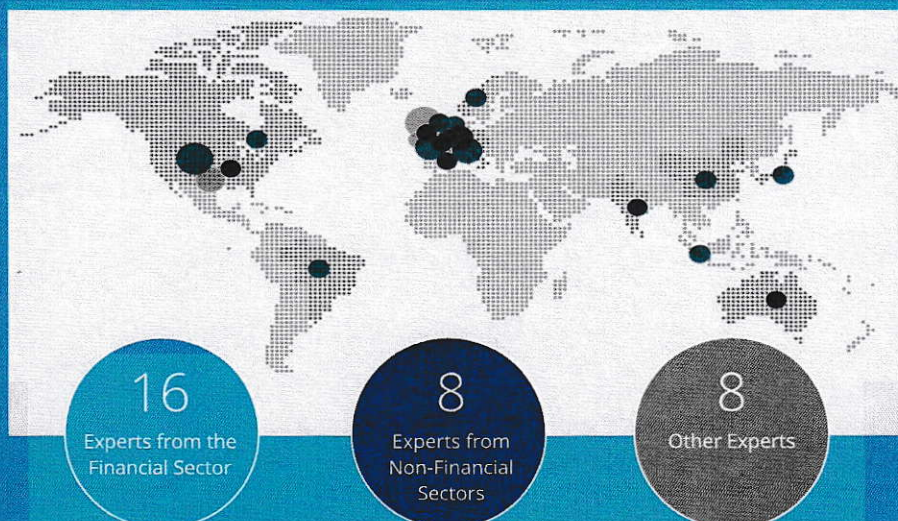 16
Experts from the
Financial Sector
8
Experts from
Non-Financial
Sectors
8
Other Experts